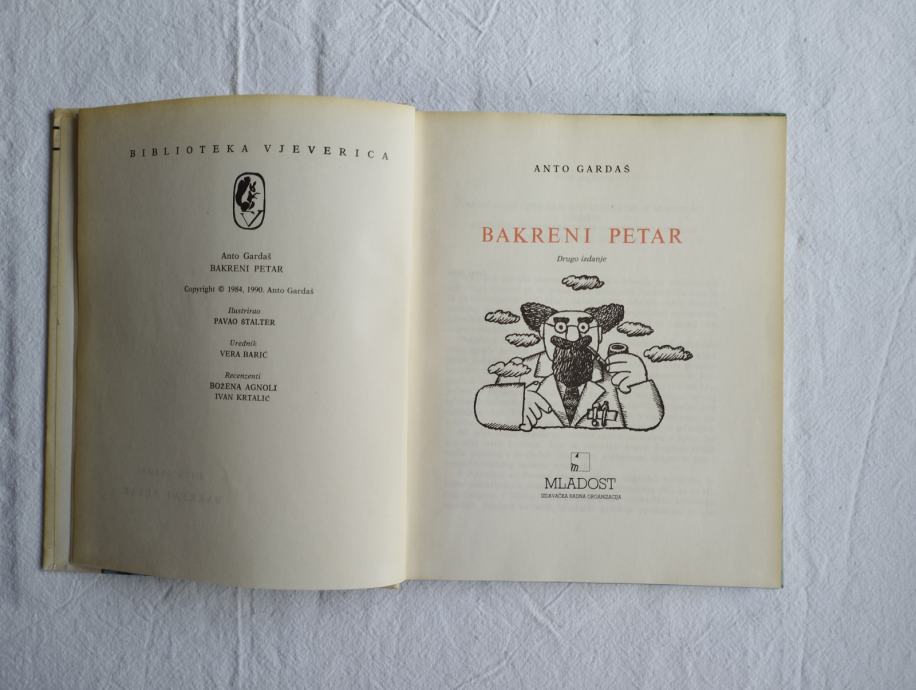 BIBLIOTEKA VJEVERICA
V
Anto Gardaš
BAKRENI PETAR
Copyright © 1984, 1990. Anto Gardaš
Ilustrirao
PAVAO STALTER
Urednik
VERA BARIĆ
Recenzenti
BOŽENA AGNOLI
IVAN KRTALIĆ
ANTO GARDAŠ
BAKRENI PETAR
Drugo izdanje
m
MLADOST
IZDAVAČKA RADNA ORGANIZACIJA